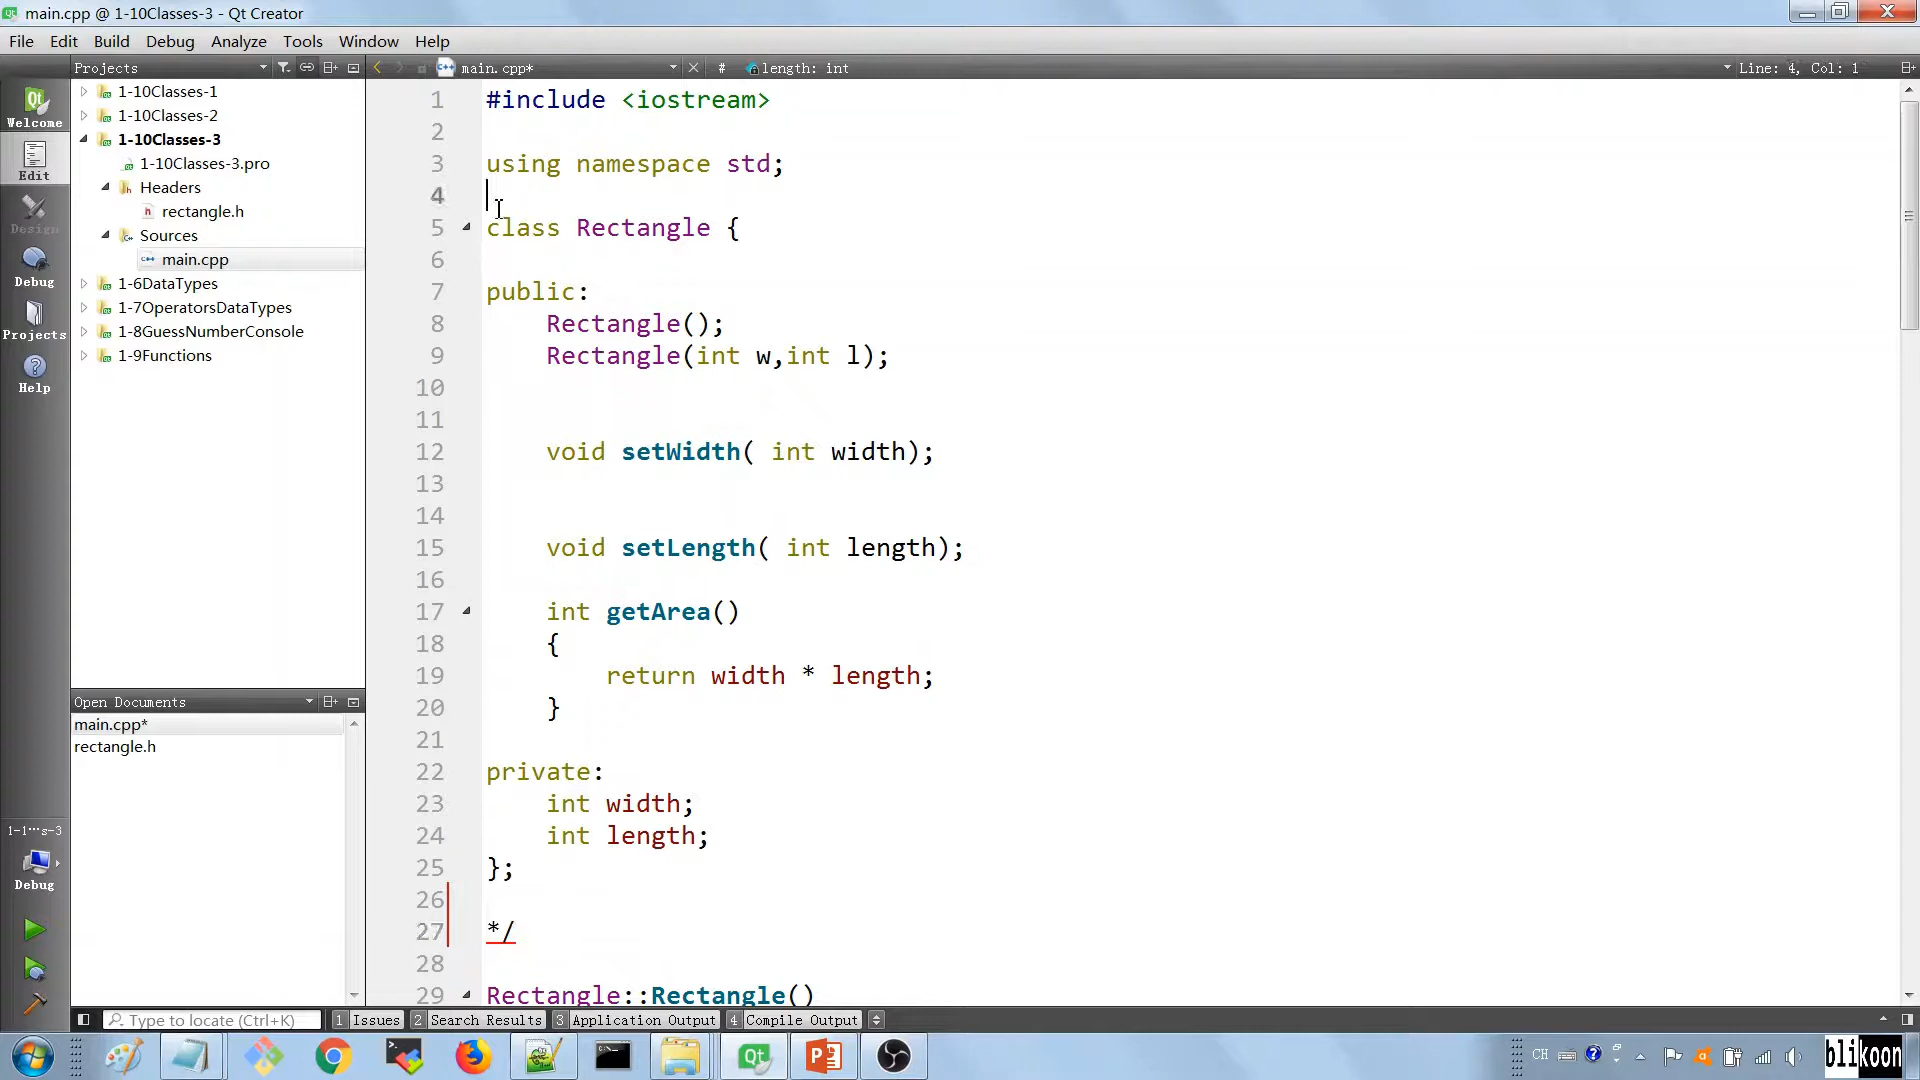 main.cpp @ 1-10Classes-3 - Qt Creator
File Edit Build Debug Analyze Tools Window Help
Projects main.cpp* # length: int Line: 4, Col: 1
Welcome
Edit
Design
Debug
Projects
Help
1-10Classes-1
1-10Classes-2
1-10Classes-3
1-10Classes-3.pro
Headers
rectangle.h
Sources
main.cpp
1-6DataTypes
1-7OperatorsDataTypes
1-8GuessNumberConsole
1-9Functions
Open Documents
main.cpp*
rectangle.h
1-1···s-3
Debug
1 #include <iostream>
2
3 using namespace std;
4
5 class Rectangle {
6
7 public:
8 Rectangle();
9 Rectangle(int w,int l);
10
11
12 void setWidth( int width);
13
14
15 void setLength( int length);
16
17 int getArea()
18 {
19 return width * length;
20 }
21
22 private:
23 int width;
24 int length;
25 };
26
27 */
28
29 Rectangle::Rectangle()
Type to locate (Ctrl+K) 1 Issues 2 Search Results 3 Application Output 4 Compile Output
CH
blikoon